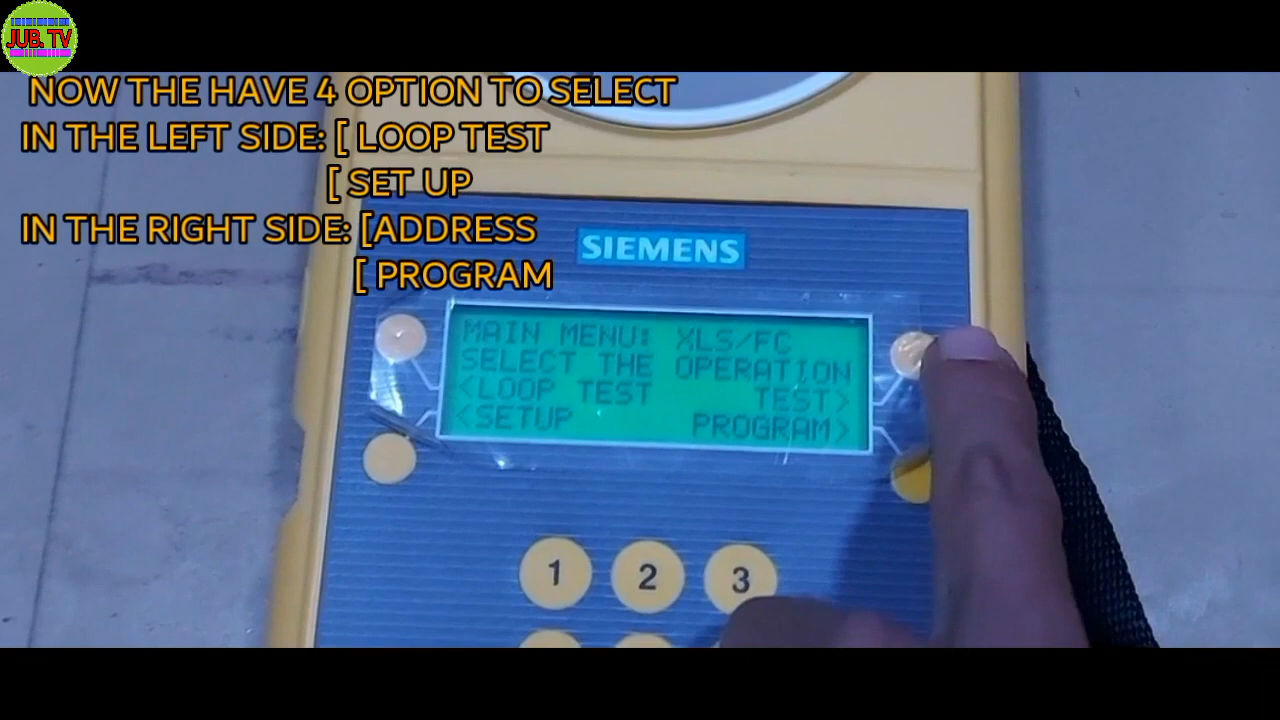 JUB. TV
NOW THE HAVE 4 OPTION TO SELECT
IN THE LEFT SIDE: [ LOOP TEST
[ SET UP
IN THE RIGHT SIDE: [ADDRESS
[ PROGRAM
SIEMENS
MAIN MENU: XLS/FC
SELECT THE OPERATION
<LOOP TEST TEST>
<SETUP PROGRAM>
1 2 3